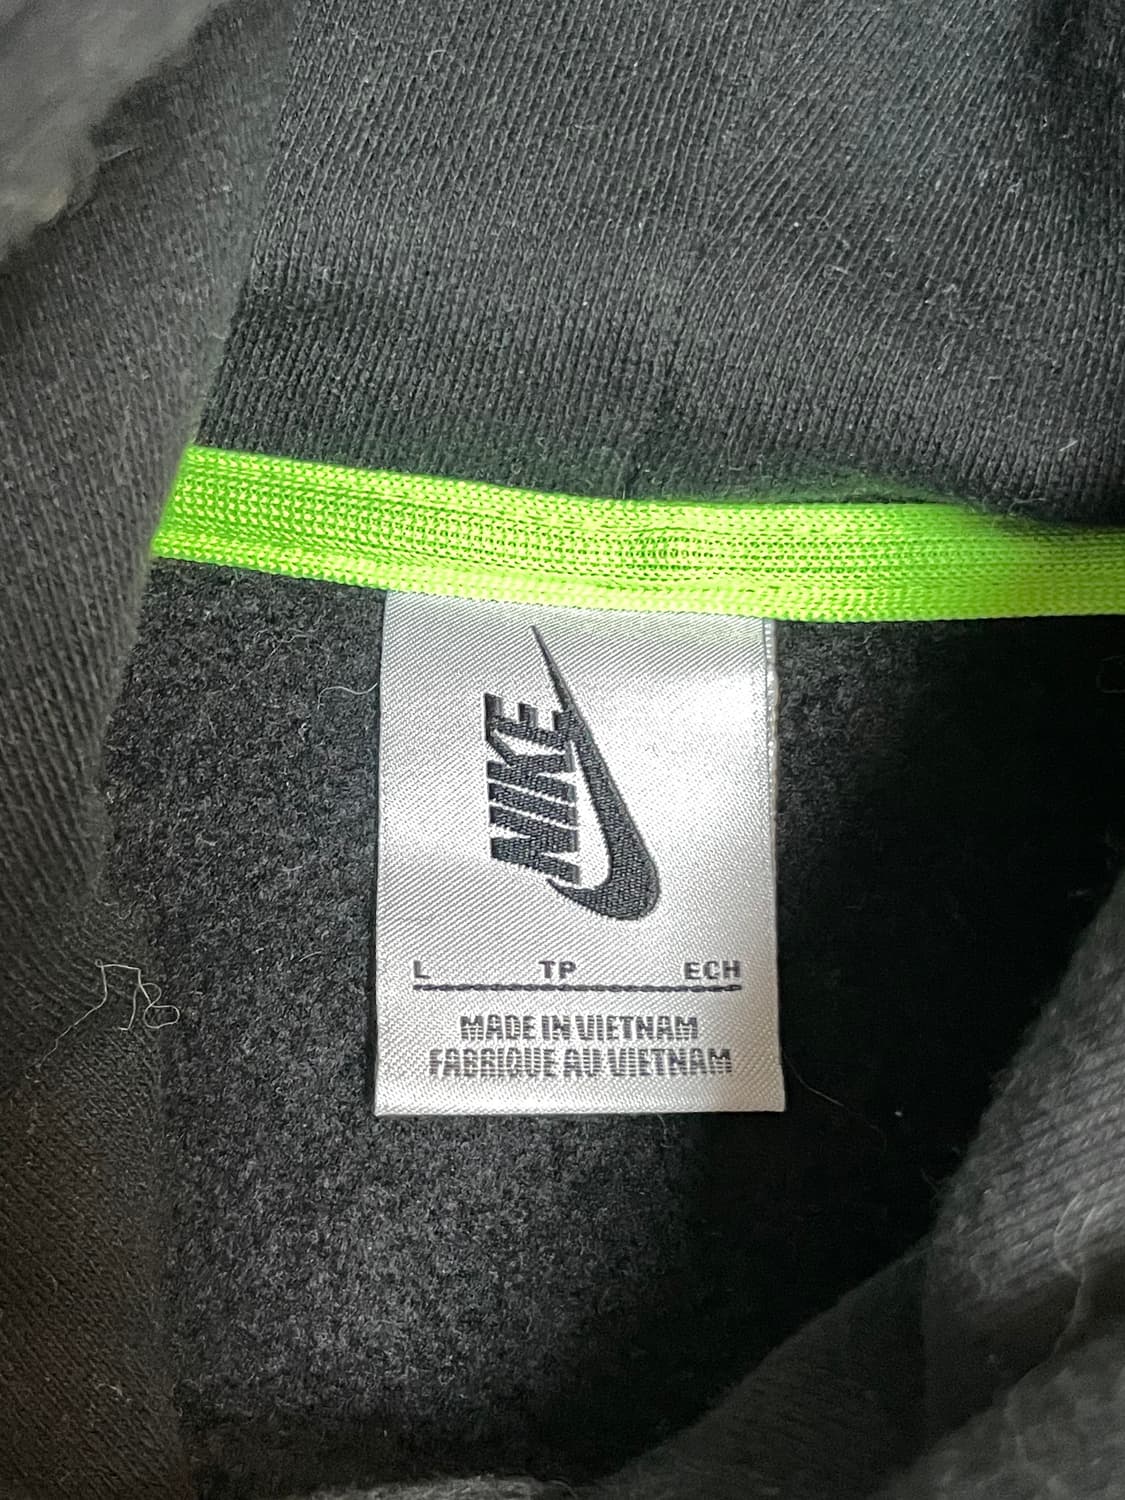 NIKE
L TP ECH
MADE IN VIETNAM
FABRIQUE AU VIETNAM